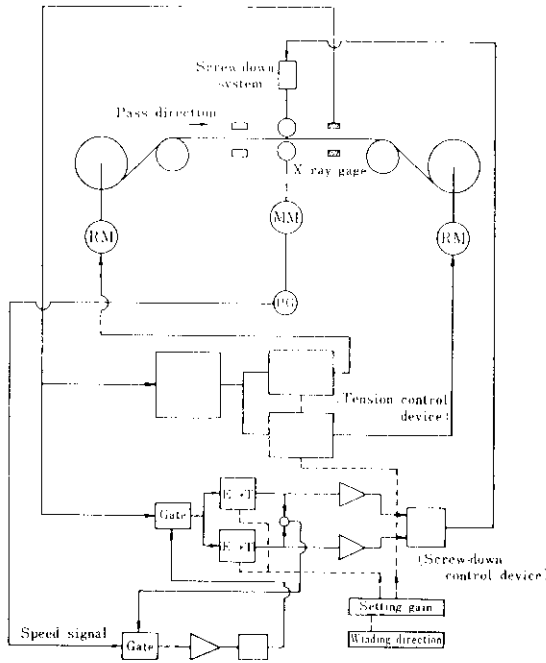 Screw-down
system
Pass direction
X ray gage
MM
RM
RM
PG
(Tension control
device)
E→T
Gate
E→T
(Screw-down
control device)
Setting gain
Winding direction
Speed signal
Gate